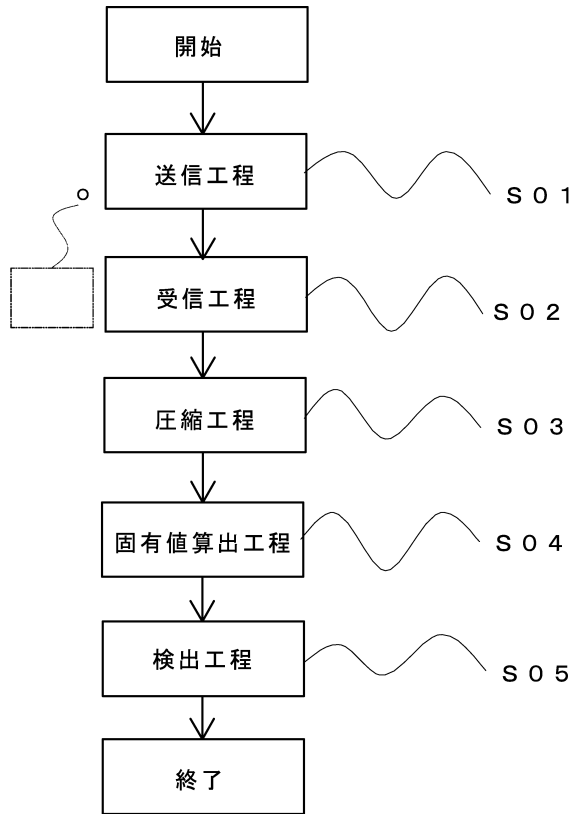 開始
送信工程
S01
o
受信工程
S02
圧縮工程
S03
固有値算出工程
S04
検出工程
S05
終了